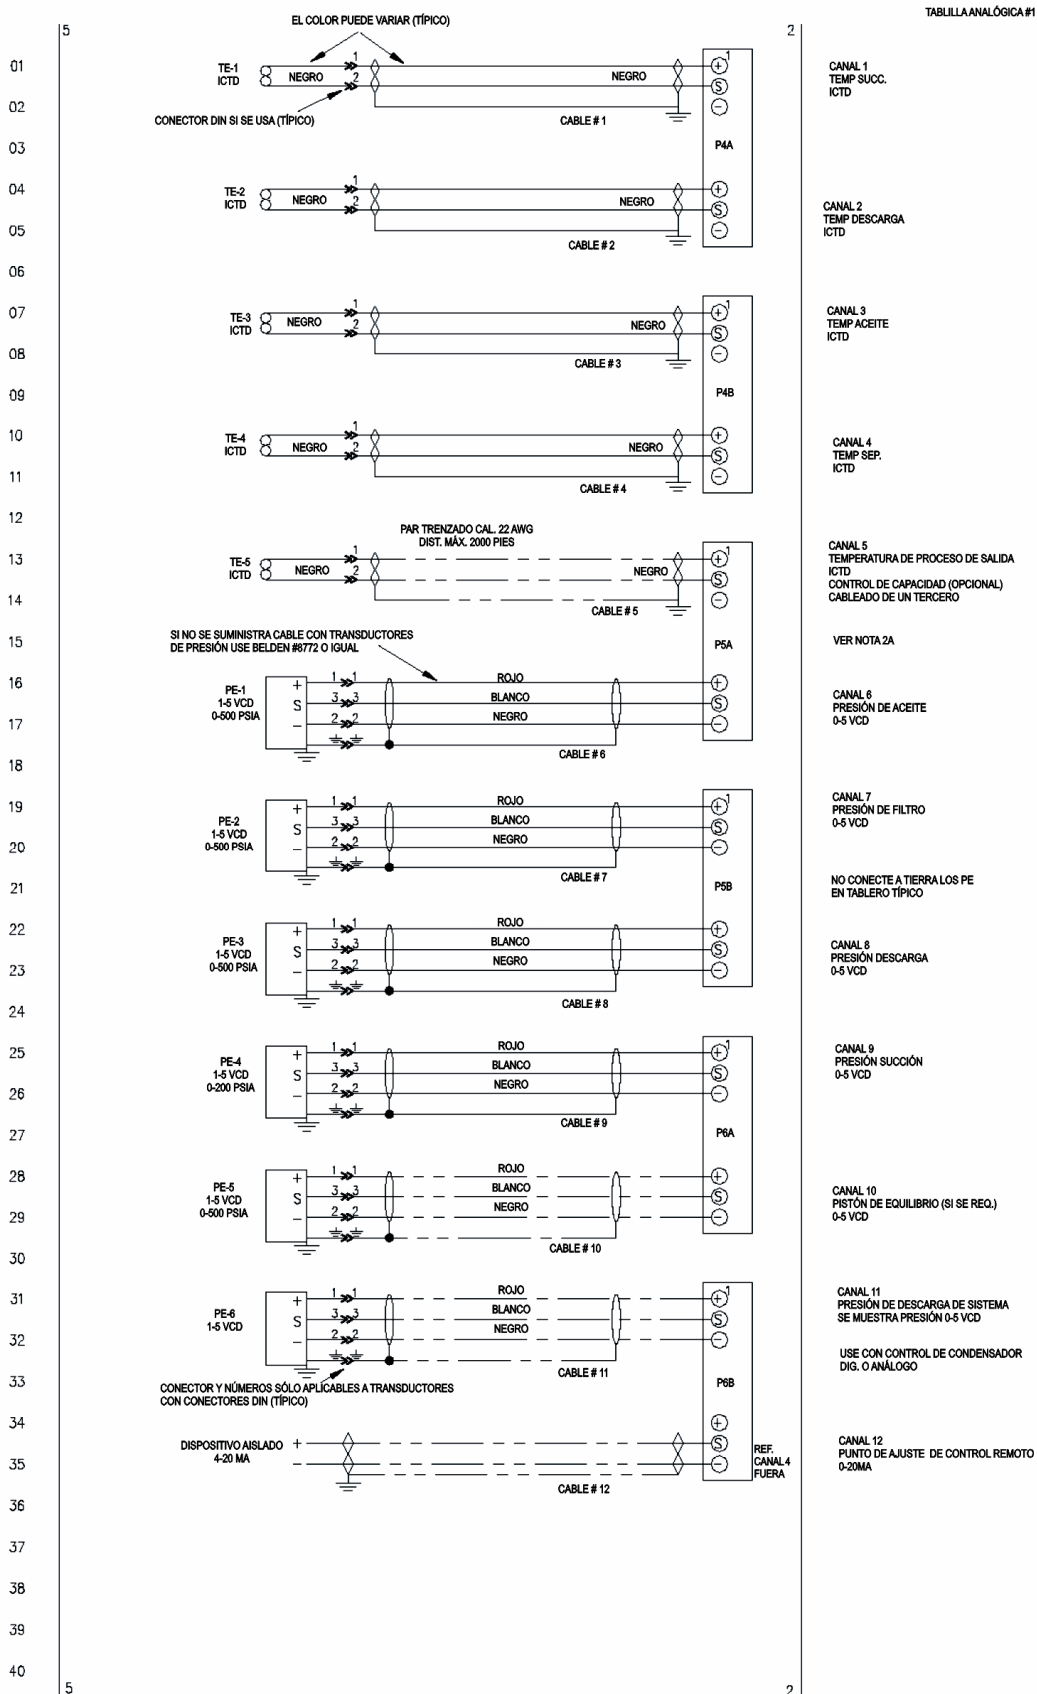 TABLILLA ANALÓGICA #1
5
2
EL COLOR PUEDE VARIAR (TÍPICO)
01
TE-1
ICTD
NEGRO
1
2
NEGRO
+ 1
S
CANAL 1
TEMP SUCC.
ICTD
02
CONECTOR DIN SI SE USA (TÍPICO)
CABLE # 1
–
03
P4A
04
TE-2
ICTD
NEGRO
1
2
NEGRO
+
S
CANAL 2
TEMP DESCARGA
ICTD
05
CABLE # 2
–
06
07
TE-3
ICTD
NEGRO
1
2
NEGRO
+ 1
S
CANAL 3
TEMP ACEITE
ICTD
08
CABLE # 3
–
09
P4B
10
TE-4
ICTD
NEGRO
1
2
NEGRO
+
S
CANAL 4
TEMP SEP.
ICTD
11
CABLE # 4
–
12
PAR TRENZADO CAL. 22 AWG
DIST. MÁX. 2000 PIES
13
TE-5
ICTD
NEGRO
1
2
NEGRO
+ 1
S
CANAL 5
TEMPERATURA DE PROCESO DE SALIDA
ICTD
CONTROL DE CAPACIDAD (OPCIONAL)
CABLEADO DE UN TERCERO
14
CABLE # 5
–
15
SI NO SE SUMINISTRA CABLE CON TRANSDUCTORES
DE PRESIÓN USE BELDEN #8772 O IGUAL
P5A
VER NOTA 2A
16
PE-1
1-5 VCD
0-500 PSIA
+ 1 1 ROJO +
S 3 3 BLANCO S
– 2 2 NEGRO –
CANAL 6
PRESIÓN DE ACEITE
0-5 VCD
17
CABLE # 6
18
19
PE-2
1-5 VCD
0-500 PSIA
+ 1 1 ROJO + 1
S 3 3 BLANCO S
– 2 2 NEGRO –
CANAL 7
PRESIÓN DE FILTRO
0-5 VCD
20
CABLE # 7
21
P5B
NO CONECTE A TIERRA LOS PE
EN TABLERO TÍPICO
22
PE-3
1-5 VCD
0-500 PSIA
+ 1 1 ROJO +
S 3 3 BLANCO S
– 2 2 NEGRO –
CANAL 8
PRESIÓN DESCARGA
0-5 VCD
23
CABLE # 8
24
25
PE-4
1-5 VCD
0-200 PSIA
+ 1 1 ROJO + 1
S 3 3 BLANCO S
– 2 2 NEGRO –
CANAL 9
PRESIÓN SUCCIÓN
0-5 VCD
26
CABLE # 9
27
P6A
28
PE-5
1-5 VCD
0-500 PSIA
+ 1 1 ROJO +
S 3 3 BLANCO S
– 2 2 NEGRO –
CANAL 10
PISTÓN DE EQUILIBRIO (SI SE REQ.)
0-5 VCD
29
CABLE # 10
30
31
PE-6
1-5 VCD
+ 1 1 ROJO + 1
S 3 3 BLANCO S
– 2 2 NEGRO –
CANAL 11
PRESIÓN DE DESCARGA DE SISTEMA
SE MUESTRA PRESIÓN 0-5 VCD
32
USE CON CONTROL DE CONDENSADOR
DIG. O ANÁLOGO
CABLE # 11
33
CONECTOR Y NÚMEROS SÓLO APLICABLES A TRANSDUCTORES
CON CONECTORES DIN (TÍPICO)
P6B
34
+
DISPOSITIVO AISLADO
4-20 MA
+
–
S
–
REF.
CANAL 4
FUERA
CANAL 12
PUNTO DE AJUSTE DE CONTROL REMOTO
0-20MA
35
CABLE # 12
36
37
38
39
40
5
2